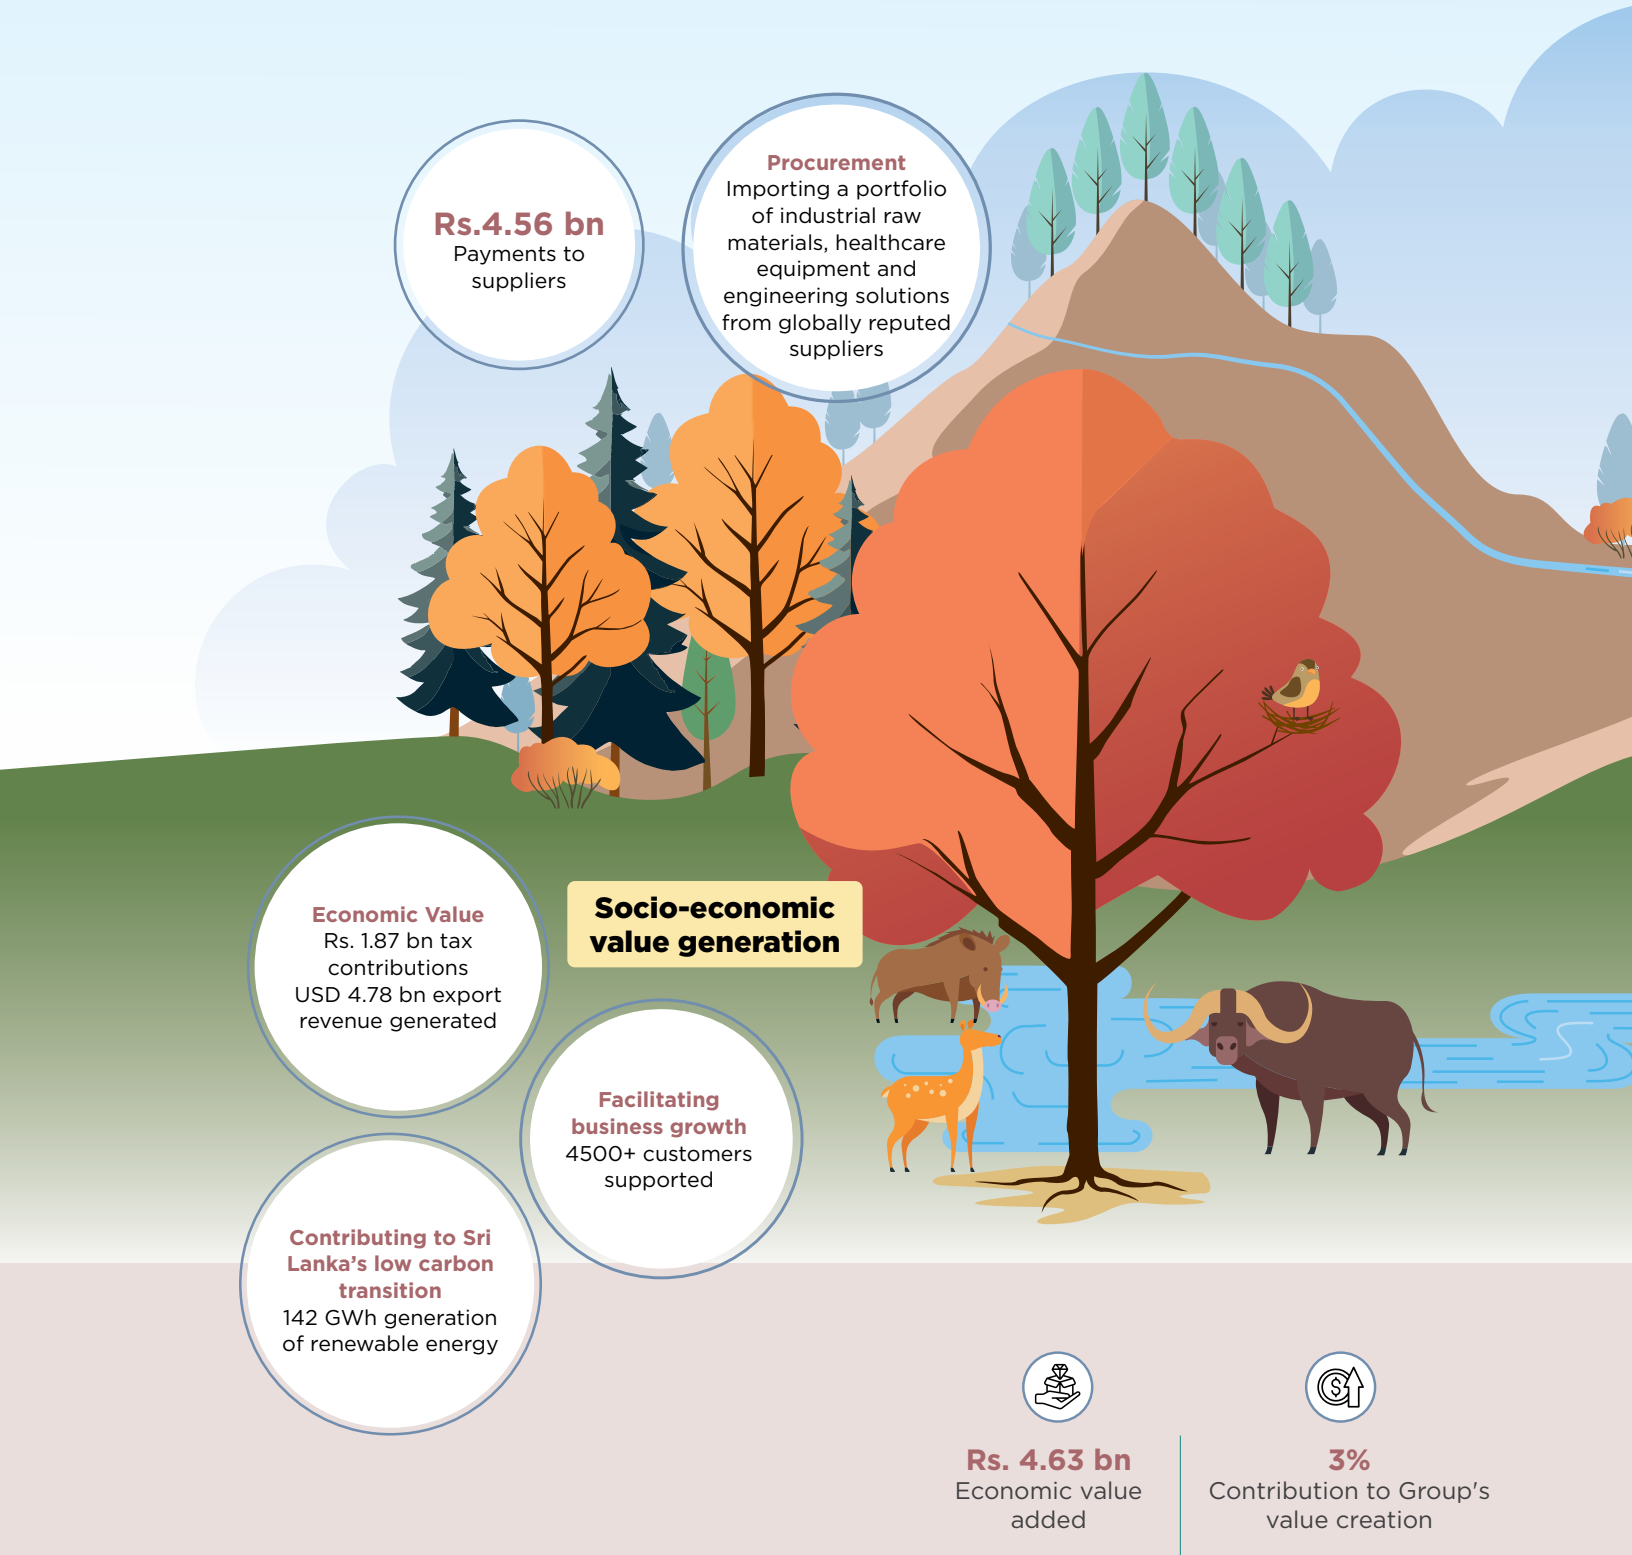 Rs.4.56 bn
Payments to
suppliers
Procurement
Importing a portfolio
of industrial raw
materials, healthcare
equipment and
engineering solutions
from globally reputed
suppliers
Economic Value
Rs. 1.87 bn tax
contributions
USD 4.78 bn export
revenue generated
Socio-economic
value generation
Facilitating
business growth
4500+ customers
supported
Contributing to Sri
Lanka’s low carbon
transition
142 GWh generation
of renewable energy
Rs. 4.63 bn
Economic value
added
3%
Contribution to Group's
value creation